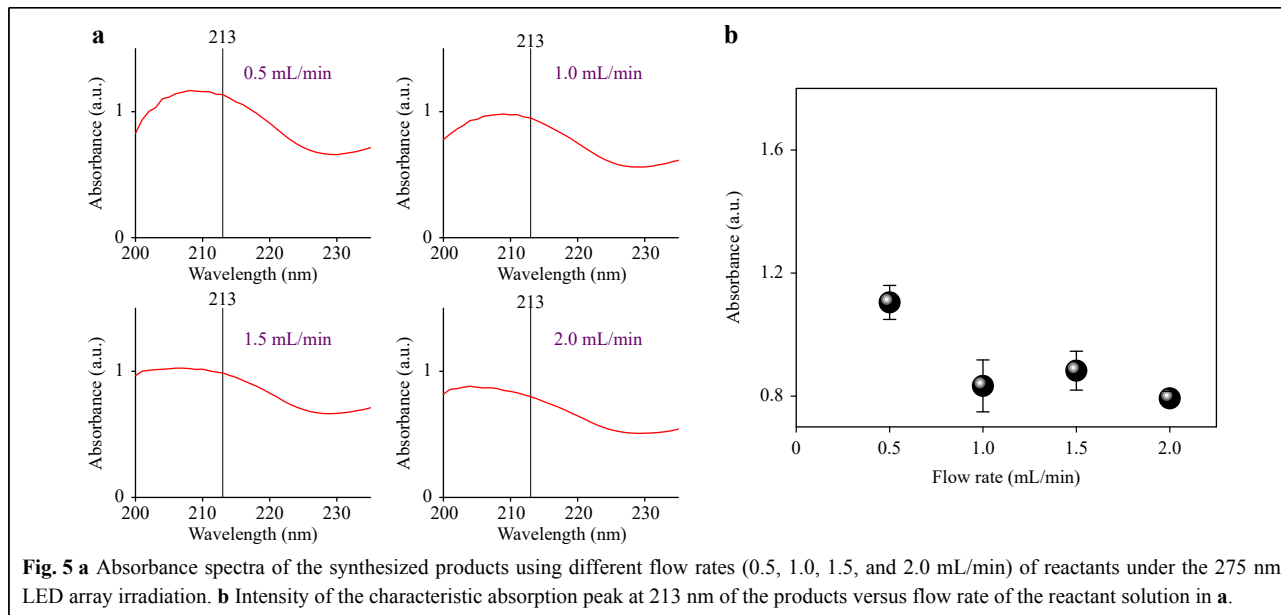 a
213
0.5 mL/min
Absorbance (a.u.)
1
0
200 210 220 230
Wavelength (nm)
213
1.0 mL/min
Absorbance (a.u.)
1
0
200 210 220 230
Wavelength (nm)
213
1.5 mL/min
Absorbance (a.u.)
1
0
200 210 220 230
Wavelength (nm)
213
2.0 mL/min
Absorbance (a.u.)
1
0
200 210 220 230
Wavelength (nm)
b
Absorbance (a.u.)
1.6
1.2
0.8
0 0.5 1.0 1.5 2.0
Flow rate (mL/min)
Fig. 5 a Absorbance spectra of the synthesized products using different flow rates (0.5, 1.0, 1.5, and 2.0 mL/min) of reactants under the 275 nm
LED array irradiation. b Intensity of the characteristic absorption peak at 213 nm of the products versus flow rate of the reactant solution in a.